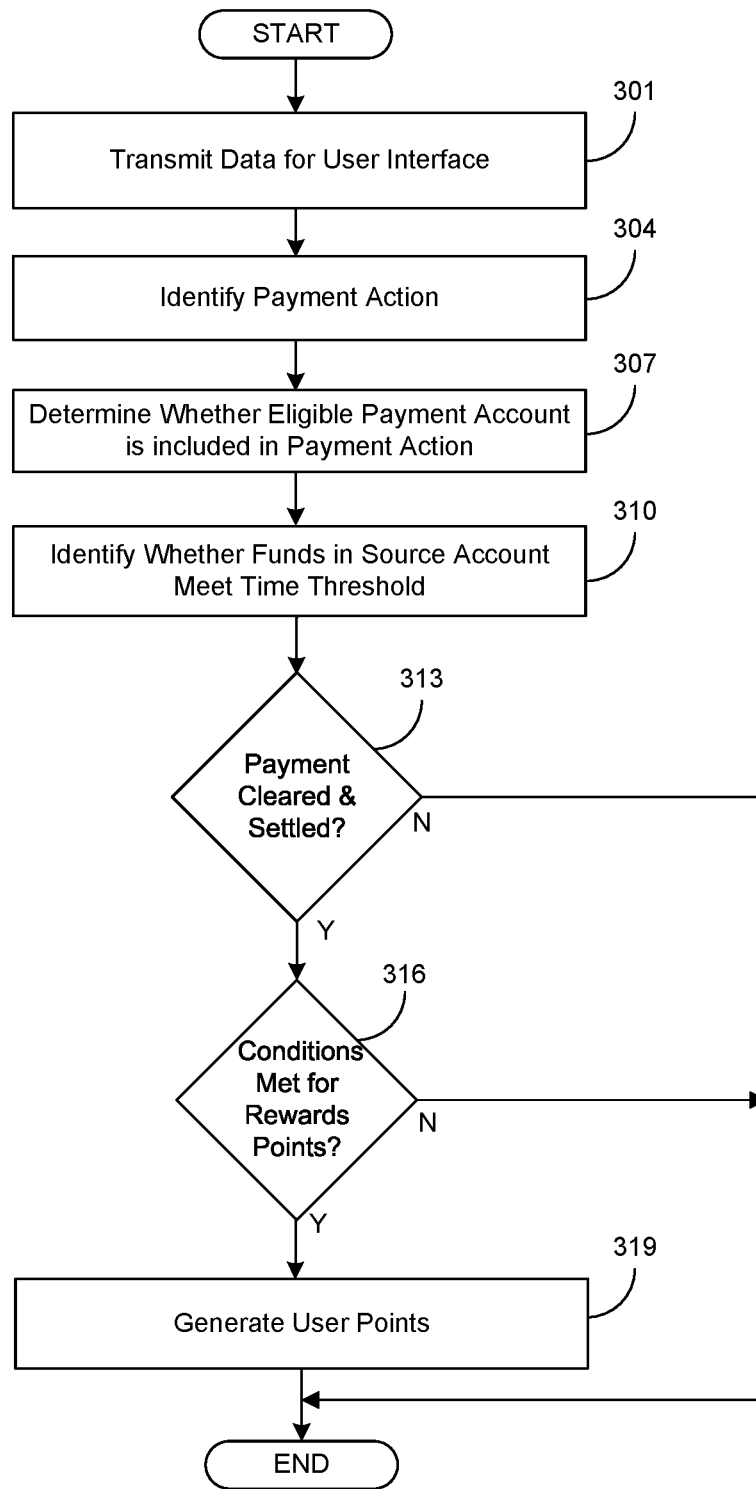 START
301
Transmit Data for User Interface
304
Identify Payment Action
307
Determine Whether Eligible Payment Account
is included in Payment Action
310
Identify Whether Funds in Source Account
Meet Time Threshold
313
Payment
Cleared &
Settled?
N
Y
316
Conditions
Met for
Rewards
Points?
N
Y
319
Generate User Points
END